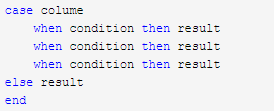 case colume
    when condition then result
    when condition then result
    when condition then result
else result
end